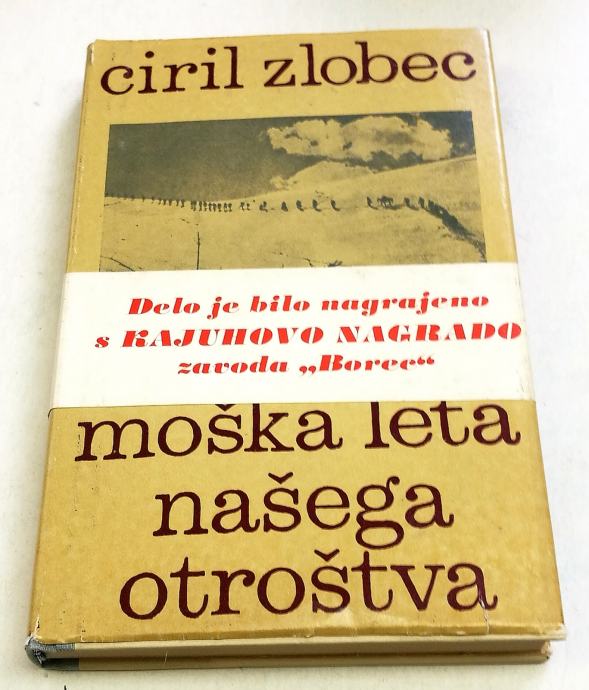 ciril zlobec
Delo je bilo nagrajeno
s KAJUHOVO NAGRADO
zavoda „Borec“
moška leta
našega
otroštva